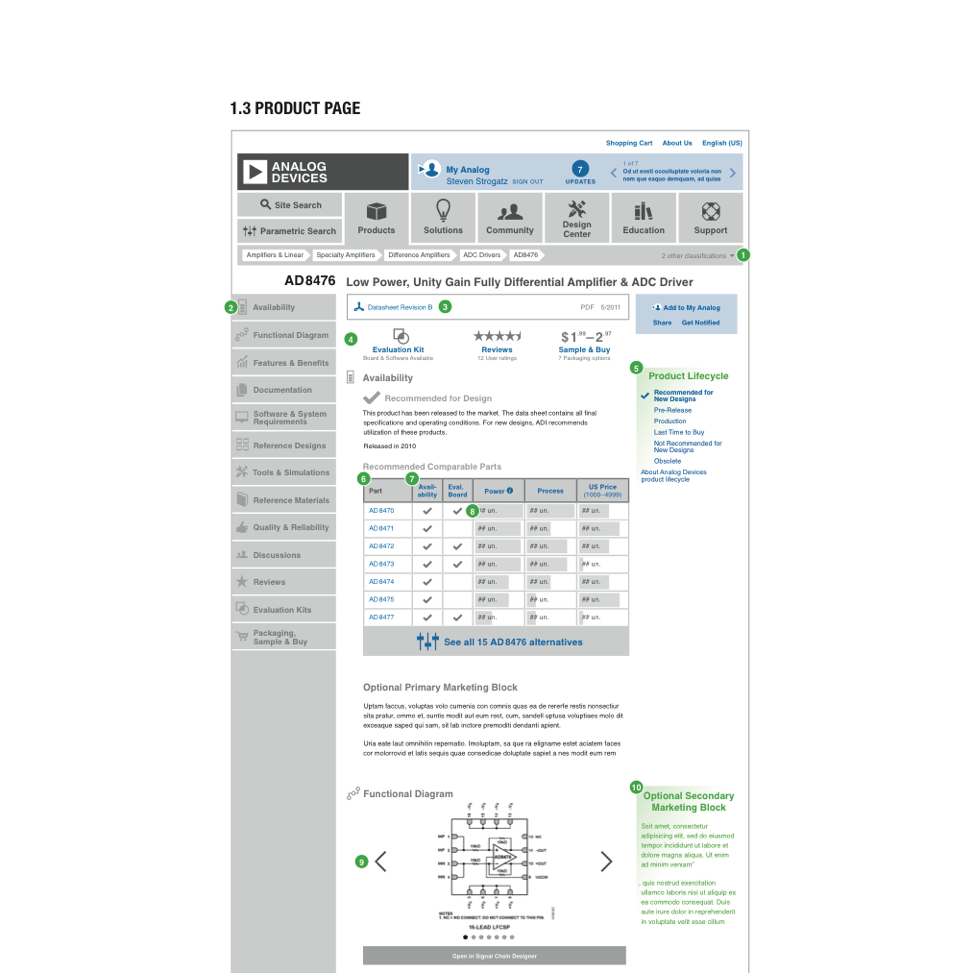 1.3 PRODUCT PAGE
Shopping Cart About Us English (US)
ANALOG
DEVICES
My Analog
Steven Strogatz SIGN OUT
7
UPDATES
1 of 7
Od ut eosti occulluptate voloria non
nem que eaquo demquam, ad quias
Site Search
Parametric Search
Products
Solutions
Community
Design
Center
Education
Support
Amplifiers & Linear Specialty Amplifiers Difference Amplifiers ADC Drivers AD8476
2 other classifications
1
AD8476 Low Power, Unity Gain Fully Differential Amplifier & ADC Driver
2
Availability
Functional Diagram
Features & Benefits
Documentation
Software & System
Requirements
Reference Designs
Tools & Simulations
Reference Materials
Quality & Reliability
Discussions
Reviews
Evaluation Kits
Packaging,
Sample & Buy
Datasheet Revision B 3 PDF 5/2011
Add to My Analog
Share Get Notified
4
Evaluation Kit
Board & Software Available
Reviews
12 User ratings
$1.99–2.97
Sample & Buy
7 Packaging options
Availability
Recommended for Design
This product has been released to the market. The data sheet contains all final
specifications and operating conditions. For new designs, ADI recommends
utilization of these products.
Released in 2010
5
Product Lifecycle
Recommended for
New Designs
Pre-Release
Production
Last Time to Buy
Not Recommended for
New Designs
Obsolete
About Analog Devices
product lifecycle
Recommended Comparable Parts
6 7
Part Avail-ability Eval. Board Power Process US Price (1000–4999)
AD8470 8 ## un. ## un. ## un.
AD8471 ## un. ## un. ## un.
AD8472 ## un. ## un. ## un.
AD8473 ## un. ## un. ## un.
AD8474 ## un. ## un. ## un.
AD8475 ## un. ## un. ## un.
AD8477 ## un. ## un. ## un.
See all 15 AD8476 alternatives
Optional Primary Marketing Block
Uptam faccus, voluptas volo cumenia con comnis quas ea de rererfe restis nonsectiur
sita pratur, ommo et, suntis modit aut eum rest, cum, sandell uptusa voluptiaes molo dit
exceaque saped qui sam, sit lab inctore premoditi dendanti apient.
Uria eate laut omnihitin repernatio. Imoluptam, sa que ra eligname estet aciatem faces
cor molorrovid et latis sequis quae consedicae doluptate sapiet a nes modit eum rem
Functional Diagram
9
AD8476
NOTES
1. NC = NO CONNECT. DO NOT CONNECT TO THIS PIN.
16-LEAD LFCSP
Open in Signal Chain Designer
10
Optional Secondary
Marketing Block
Ssit amet, consectetur
adipisicing elit, sed do eiusmod
tempor incididunt ut labore et
dolore magna aliqua. Ut enim
ad minim veniam"
, quis nostrud exercitation
ullamco laboris nisi ut aliquip ex
ea commodo consequat. Duis
aute irure dolor in reprehenderit
in voluptate velit esse cillum